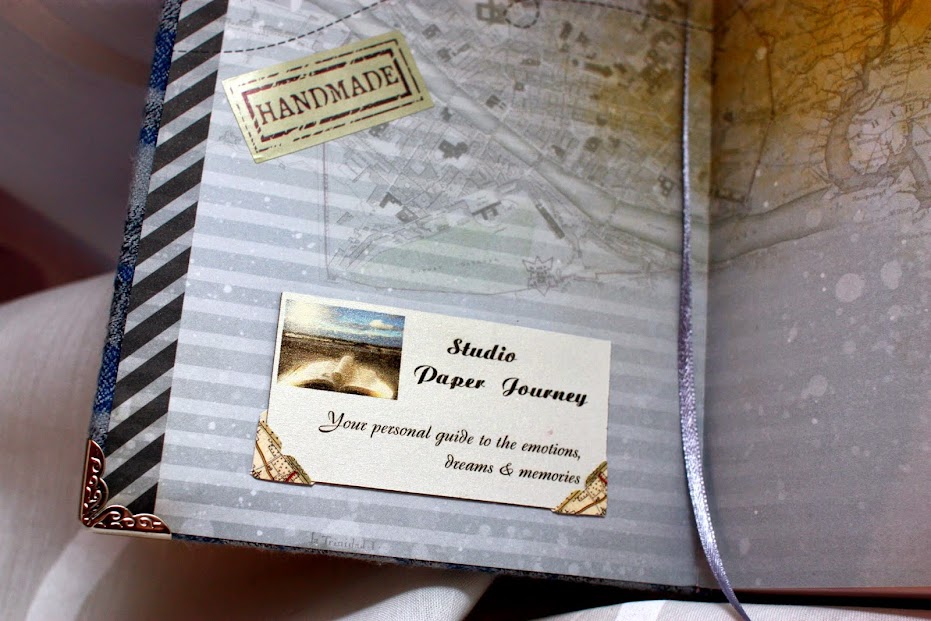 HANDMADE
Studio
Paper Journey
Your personal guide to the emotions,
dreams & memories